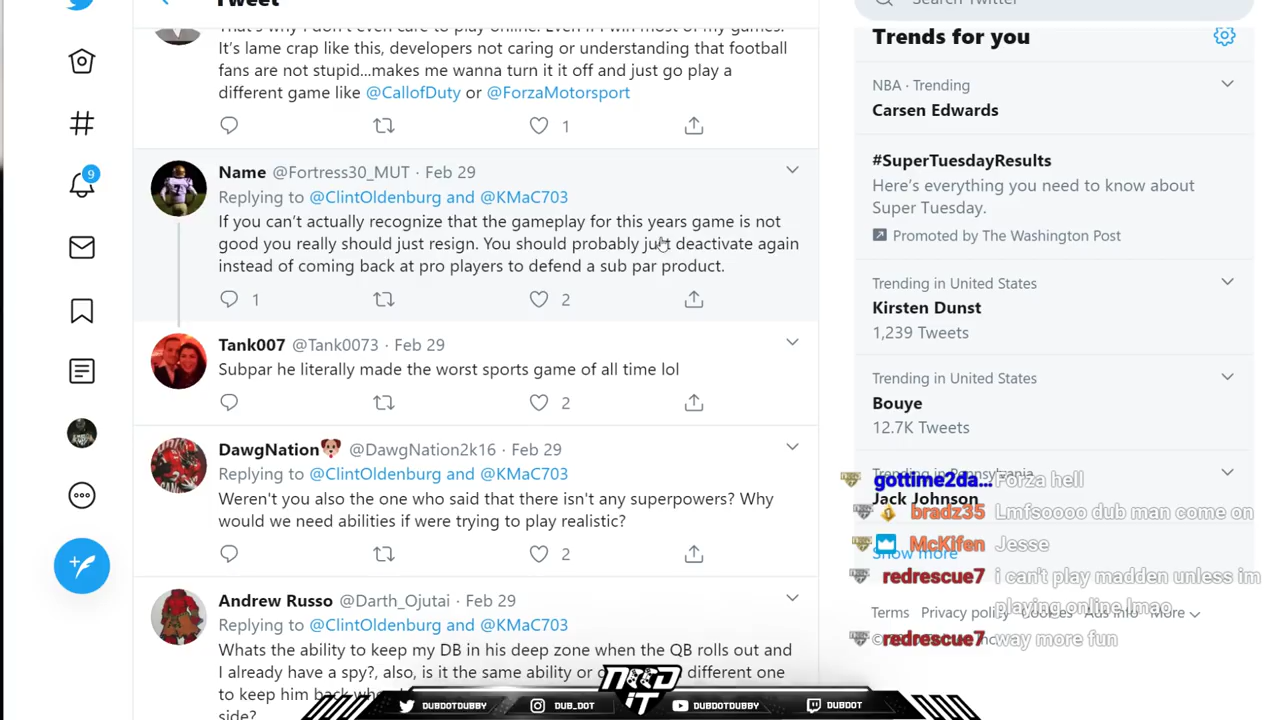 Tweet
Search Twitter
That's why I don't even care to play online. Even if I win most of my games.
It's lame crap like this, developers not caring or understanding that football
fans are not stupid...makes me wanna turn it it off and just go play a
different game like @CallofDuty or @ForzaMotorsport
1
Name @Fortress30_MUT · Feb 29
Replying to @ClintOldenburg and @KMaC703
If you can't actually recognize that the gameplay for this years game is not
good you really should just resign. You should probably just deactivate again
instead of coming back at pro players to defend a sub par product.
1 2
Tank007 @Tank0073 · Feb 29
Subpar he literally made the worst sports game of all time lol
2
DawgNation @DawgNation2k16 · Feb 29
Replying to @ClintOldenburg and @KMaC703
Weren't you also the one who said that there isn't any superpowers? Why
would we need abilities if were trying to play realistic?
2
Andrew Russo @Darth_Ojutai · Feb 29
Replying to @ClintOldenburg and @KMaC703
Whats the ability to keep my DB in his deep zone when the QB rolls out and
I already have a spy?, also, is it the same ability or different one
to keep him back
side?
9
Trends for you
NBA · Trending
Carsen Edwards
#SuperTuesdayResults
Here's everything you need to know about
Super Tuesday.
Promoted by The Washington Post
Trending in United States
Kirsten Dunst
1,239 Tweets
Trending in United States
Bouye
12.7K Tweets
Trending in Pennsylvania
Jack Johnson
Show more
Terms Privacy policy Cookies Ads info More
gottime2da... Forza hell
bradz35 Lmfsoooo dub man come on
McKifen Jesse
redrescue7 i can't play madden unless im
playing online lmao
redrescue7 way more fun
NERD
IT
DUBDOTDUBBY DUB_DOT DUBDOTDUBBY DUBDOT